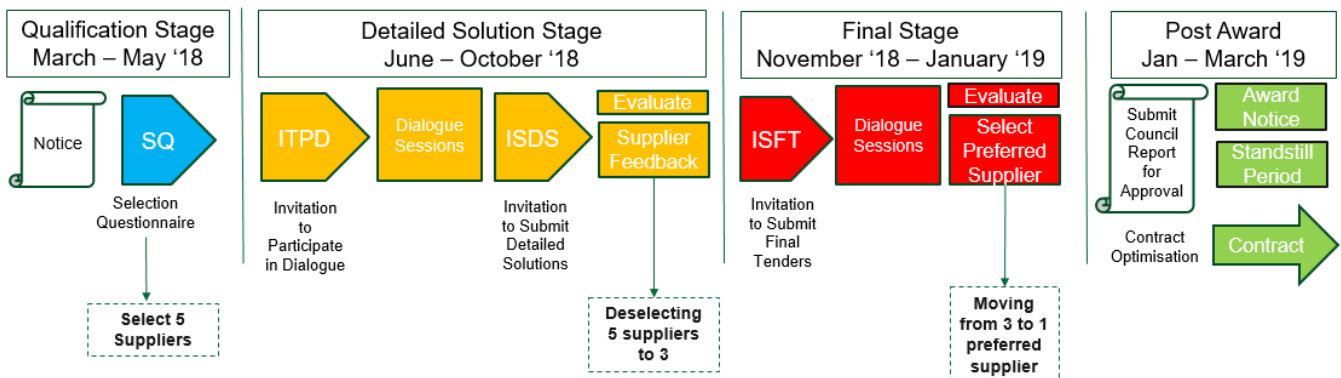 Qualification Stage
March – May ‘18
Notice
SQ
Selection
Questionnaire
Select 5
Suppliers
Detailed Solution Stage
June – October ‘18
ITPD
Invitation
to
Participate
in Dialogue
Dialogue
Sessions
ISDS
Invitation
to Submit
Detailed
Solutions
Evaluate
Supplier
Feedback
Deselecting
5 suppliers
to 3
Final Stage
November ‘18 – January ‘19
ISFT
Invitation
to Submit
Final
Tenders
Dialogue
Sessions
Evaluate
Select
Preferred
Supplier
Moving
from 3 to 1
preferred
supplier
Post Award
Jan – March ‘19
Submit
Council
Report
for
Approval
Award
Notice
Standstill
Period
Contract
Optimisation
Contract